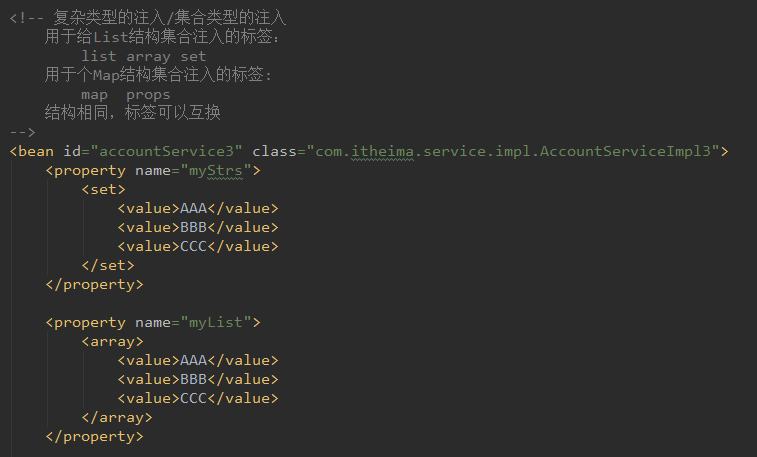 <!-- 复杂类型的注入/集合类型的注入
    用于给List结构集合注入的标签:
        list array set
    用于个Map结构集合注入的标签:
        map  props
    结构相同,标签可以互换
-->
<bean id="accountService3" class="com.itheima.service.impl.AccountServiceImpl3">
    <property name="myStrs">
        <set>
            <value>AAA</value>
            <value>BBB</value>
            <value>CCC</value>
        </set>
    </property>

    <property name="myList">
        <array>
            <value>AAA</value>
            <value>BBB</value>
            <value>CCC</value>
        </array>
    </property>